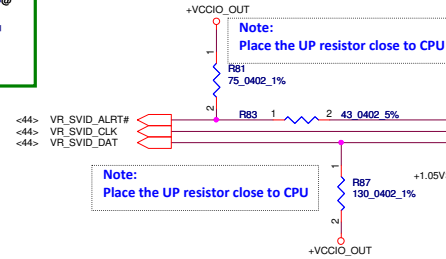 +VCCIO_OUT
Note:
Place the UP resistor close to CPU
1
R81
75_0402_1%
2
<44> VR_SVID_ALRT#
R83 1 2 43_0402_5%
<44> VR_SVID_CLK
<44> VR_SVID_DAT
Note:
Place the UP resistor close to CPU
1
R87
130_0402_1%
2
+1.05V
+VCCIO_OUT